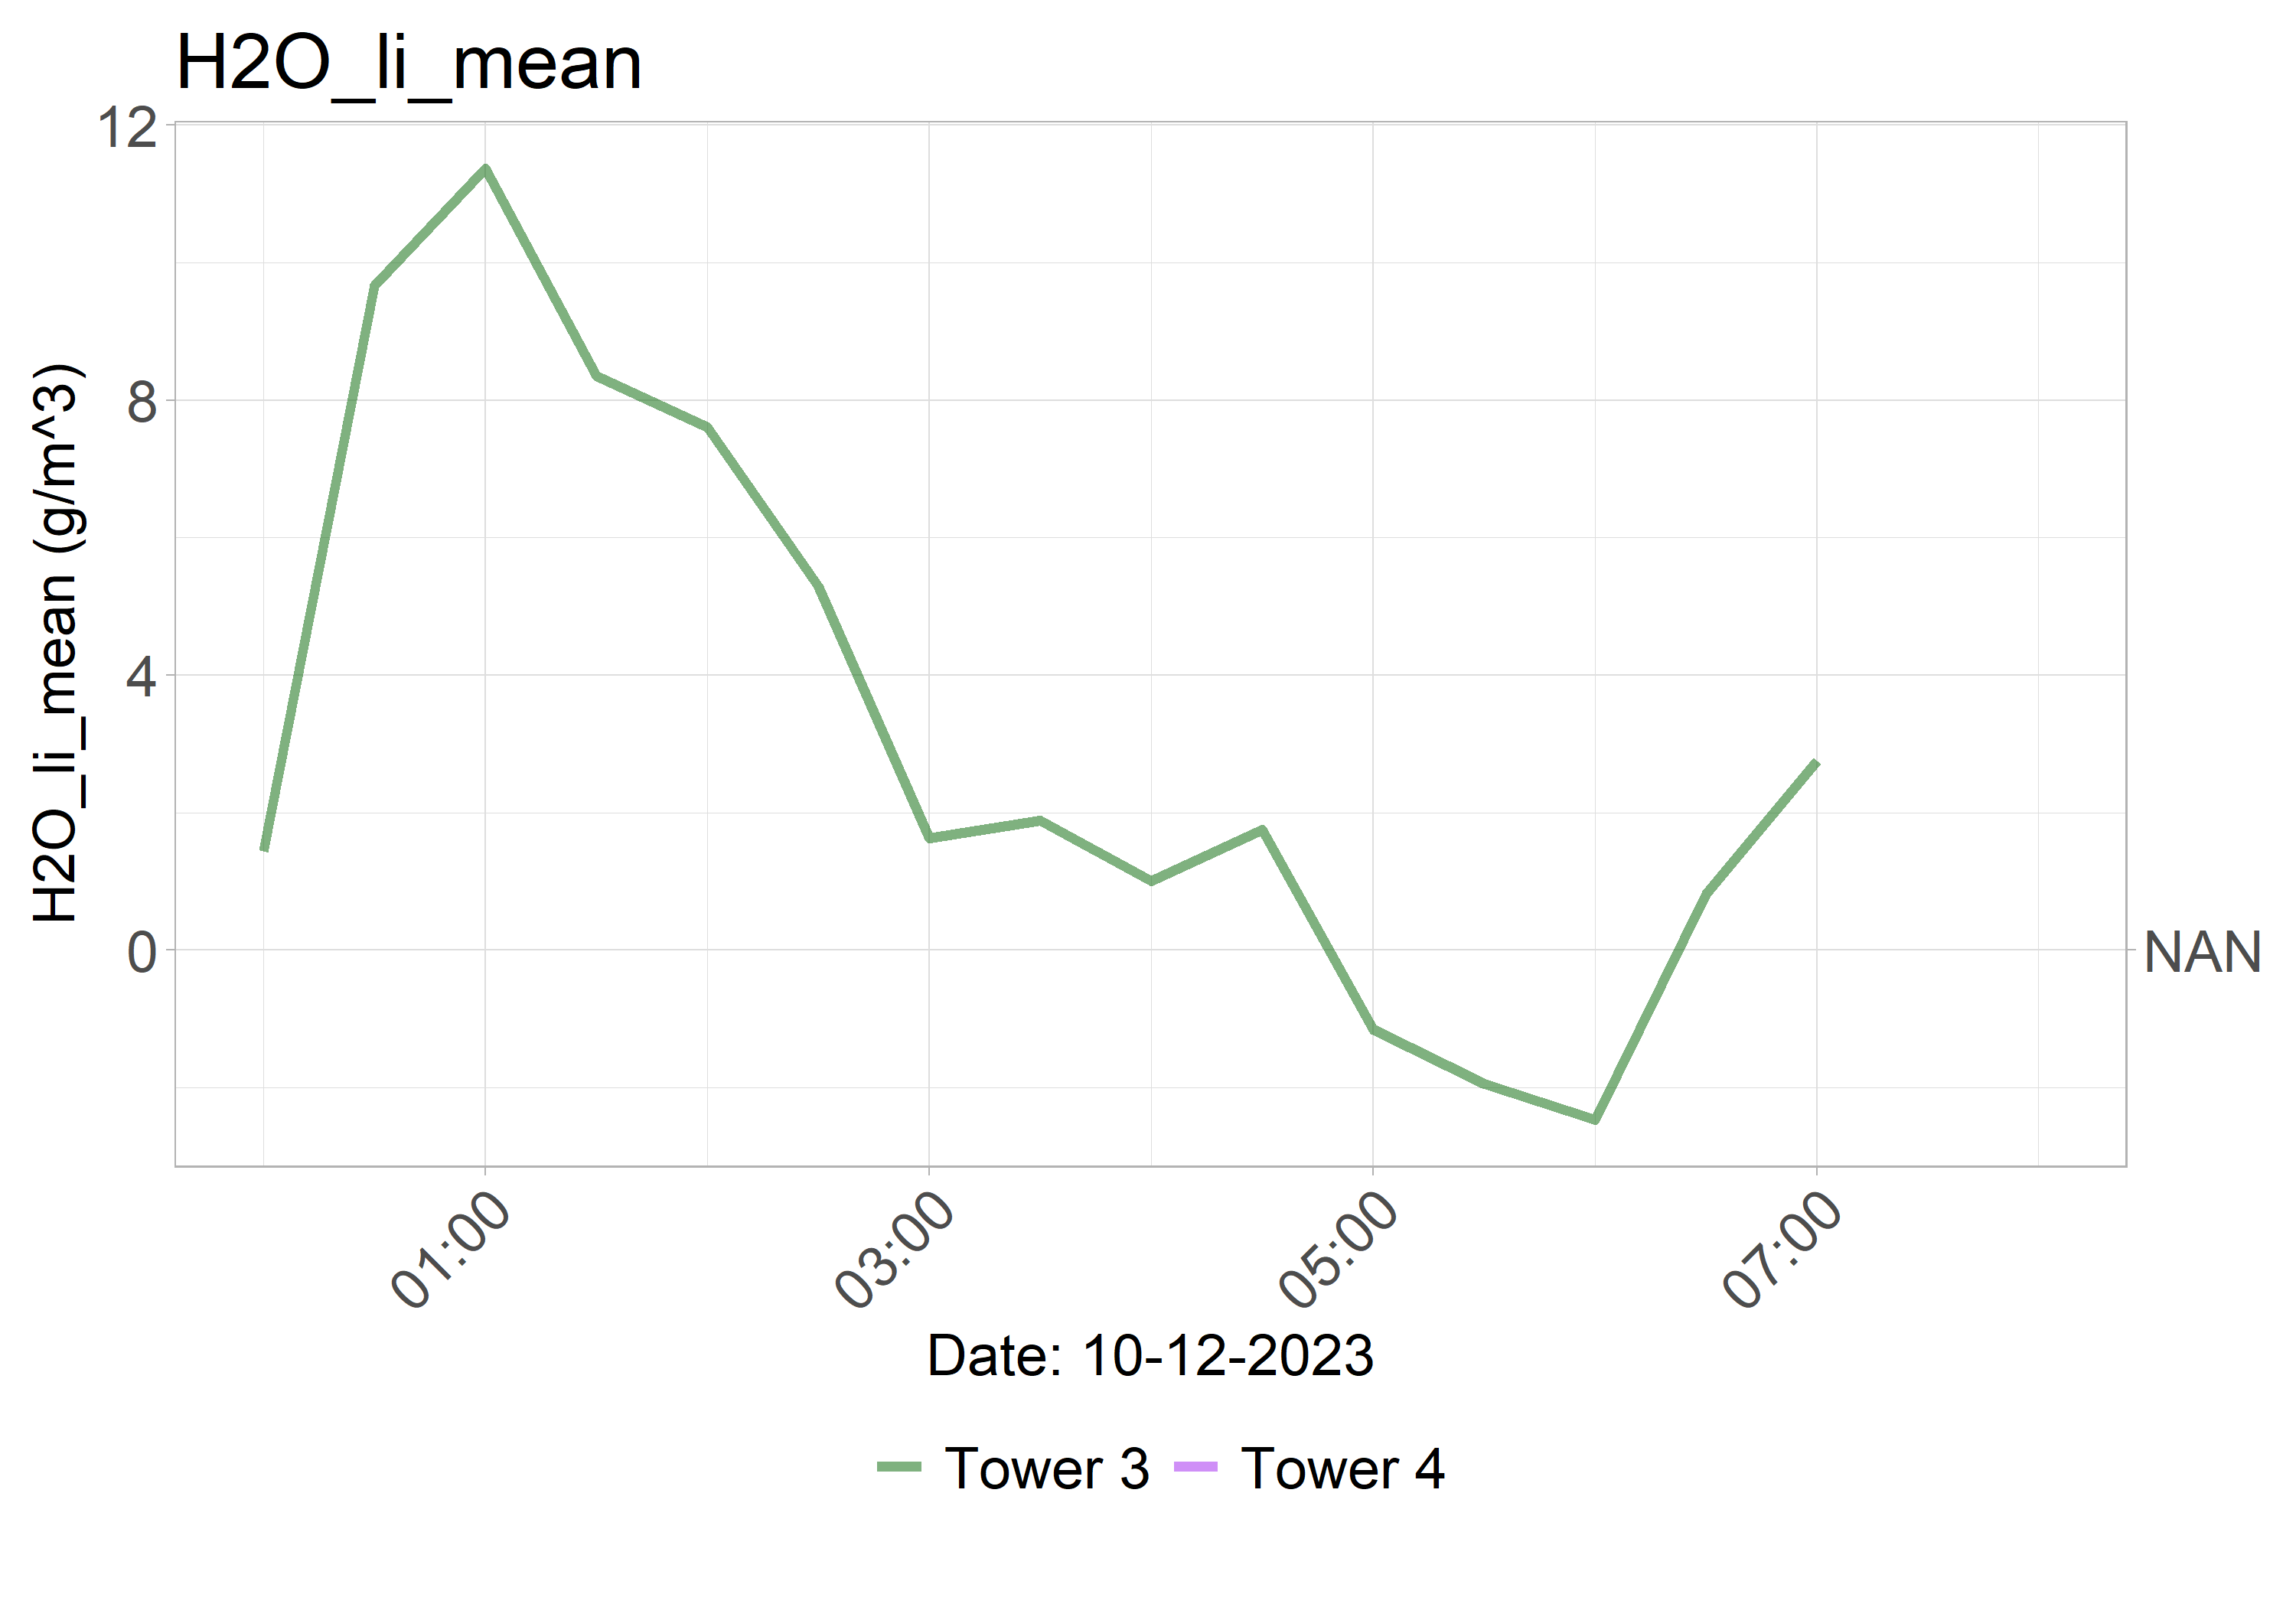 H2O_li_mean
12
8
4
0
H2O_li_mean (g/m^3)
NAN
01:00
03:00
05:00
07:00
Date: 10-12-2023
Tower 3
Tower 4